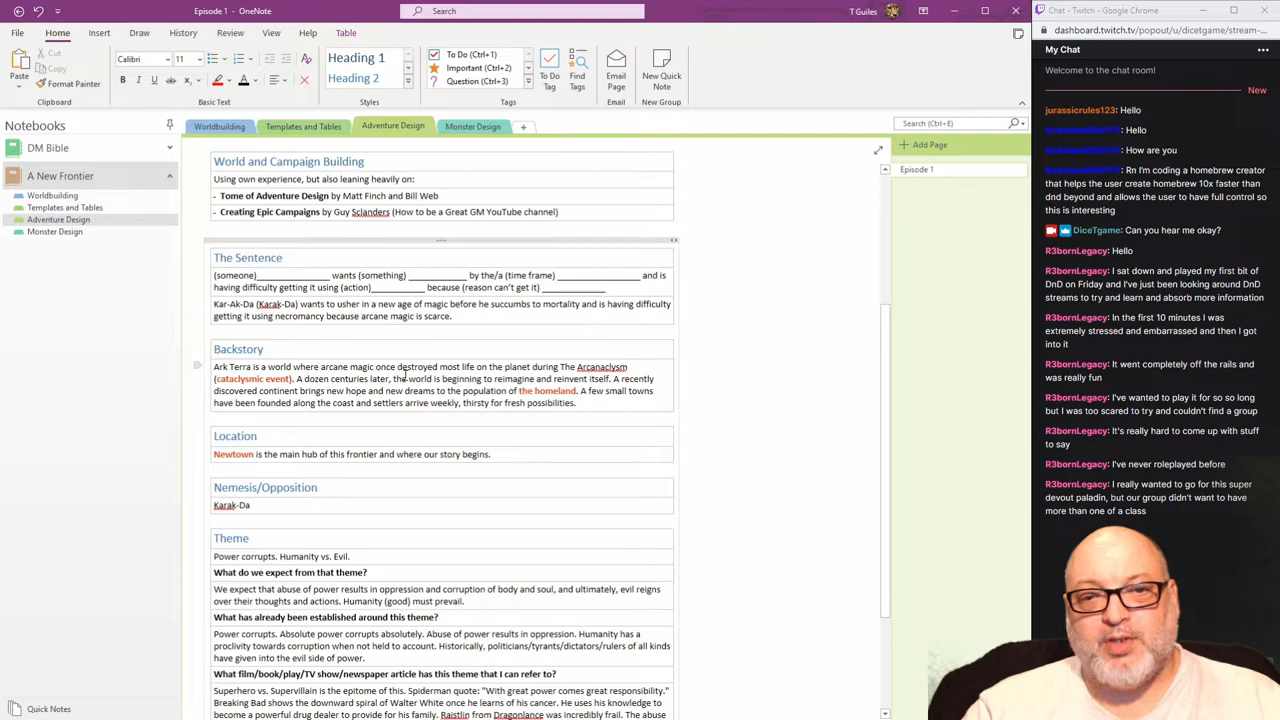 Episode 1 - OneNote
Search
T Guiles
Chat - Twitch - Google Chrome
dashboard.twitch.tv/popout/u/dicetgame/stream-...
File Home Insert Draw History Review View Help Table
Paste
Cut
Copy
Format Painter
Clipboard
Calibri 11
Basic Text
Heading 1
Heading 2
Styles
To Do (Ctrl+1)
Important (Ctrl+2)
Question (Ctrl+3)
To Do Tag
Find Tags
Tags
Email Page
Email
New Quick Note
New Group
Notebooks
DM Bible
A New Frontier
Worldbuilding
Templates and Tables
Adventure Design
Monster Design
Quick Notes
Worldbuilding Templates and Tables Adventure Design Monster Design
Search (Ctrl+E)
Add Page
Episode 1
World and Campaign Building
Using own experience, but also leaning heavily on:
- Tome of Adventure Design by Matt Finch and Bill Web
- Creating Epic Campaigns by Guy Sclanders (How to be a Great GM YouTube channel)
The Sentence
(someone)________________ wants (something) _____________ by the/a (time frame) __________________ and is
having difficulty getting it using (action)____________ because (reason can't get it) ______________
Kar-Ak-Da (Karak-Da) wants to usher in a new age of magic before he succumbs to mortality and is having difficulty
getting it using necromancy because arcane magic is scarce.
Backstory
Ark Terra is a world where arcane magic once destroyed most life on the planet during The Arcanaclysm
(cataclysmic event). A dozen centuries later, the world is beginning to reimagine and reinvent itself. A recently
discovered continent brings new hope and new dreams to the population of the homeland. A few small towns
have been founded along the coast and settlers arrive weekly, thirsty for fresh possibilities.
Location
Newtown is the main hub of this frontier and where our story begins.
Nemesis/Opposition
Karak-Da
Theme
Power corrupts. Humanity vs. Evil.
What do we expect from that theme?
We expect that abuse of power results in oppression and corruption of body and soul, and ultimately, evil reigns
over their thoughts and actions. Humanity (good) must prevail.
What has already been established around this theme?
Power corrupts. Absolute power corrupts absolutely. Abuse of power results in oppression. Humanity has a
proclivity towards corruption when not held to account. Historically, politicians/tyrants/dictators/rulers of all kinds
have given into the evil side of power.
What film/book/play/TV show/newspaper article has this theme that I can refer to?
Superhero vs. Supervillain is the epitome of this. Spiderman quote: "With great power comes great responsibility."
Breaking Bad shows the downward spiral of Walter White once he learns of his cancer. He uses his knowledge to
become a powerful drug dealer to provide for his family. Raistlin from Dragonlance was incredibly frail. The abuse
My Chat
Welcome to the chat room!
New
jurassicrules123: Hello
: Hello
: How are you
: Rn I'm coding a homebrew creator
that helps the user create homebrew 10x faster than
dnd beyond and allows the user to have full control so
this is interesting
DiceTgame: Can you hear me okay?
R3bornLegacy: Hello
R3bornLegacy: I sat down and played my first bit of
DnD on Friday and I've just been looking around DnD
streams to try and learn and absorb more information
R3bornLegacy: In the first 10 minutes I was
extremely stressed and embarrassed and then I got
into it
R3bornLegacy: It went completely off the rails and
was really fun
R3bornLegacy: I've wanted to play it for so so long
but I was too scared to try and couldn't find a group
R3bornLegacy: It's really hard to come up with stuff
to say
R3bornLegacy: I've never roleplayed before
R3bornLegacy: I really wanted to go for this super
devout paladin, but our group didn't want to have
more than one of a class